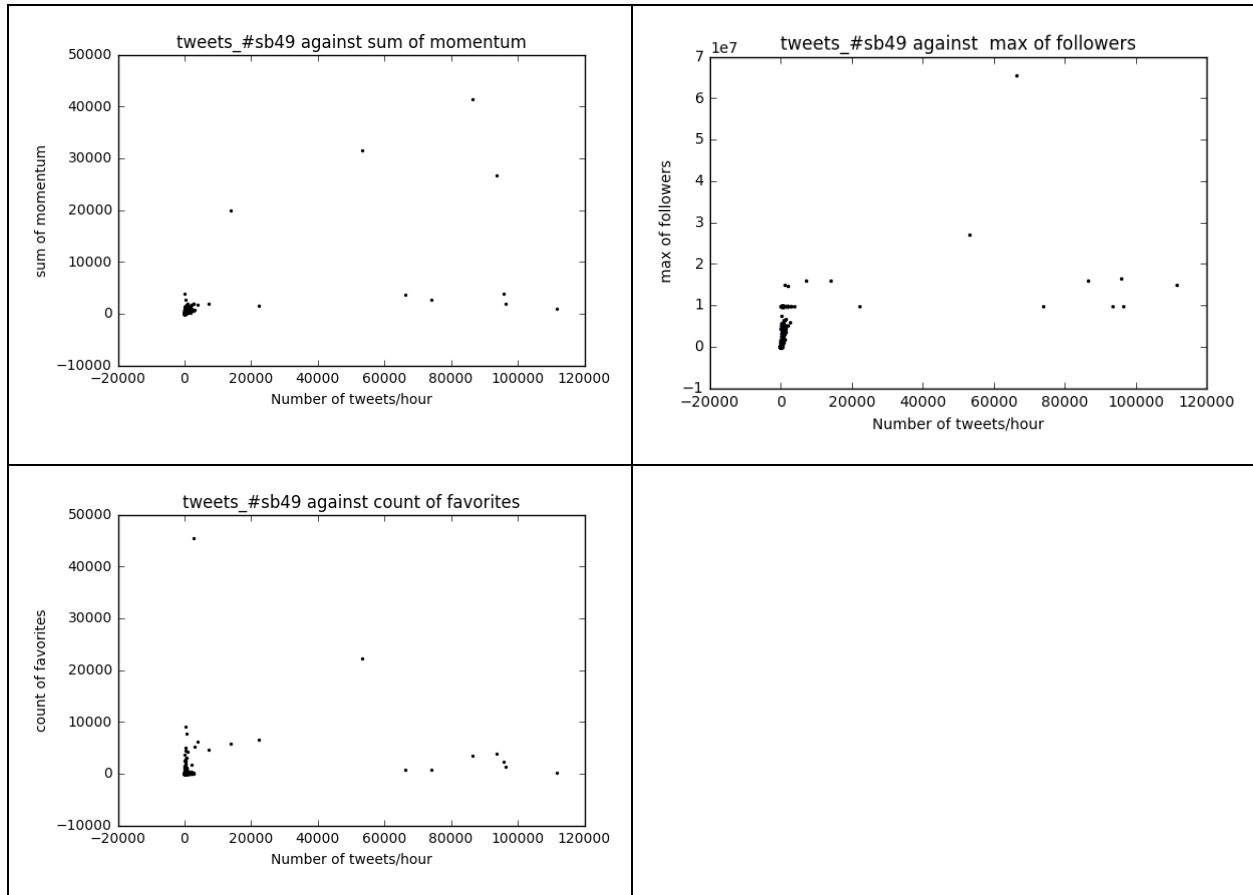 tweets_#sb49 against sum of momentum
50000
40000
30000
20000
10000
0
−10000
−20000 0 20000 40000 60000 80000 100000 120000
sum of momentum
Number of tweets/hour
tweets_#sb49 against  max of followers
1e7
7
6
5
4
3
2
1
0
−1
−20000 0 20000 40000 60000 80000 100000 120000
max of followers
Number of tweets/hour
tweets_#sb49 against count of favorites
50000
40000
30000
20000
10000
0
−10000
−20000 0 20000 40000 60000 80000 100000 120000
count of favorites
Number of tweets/hour